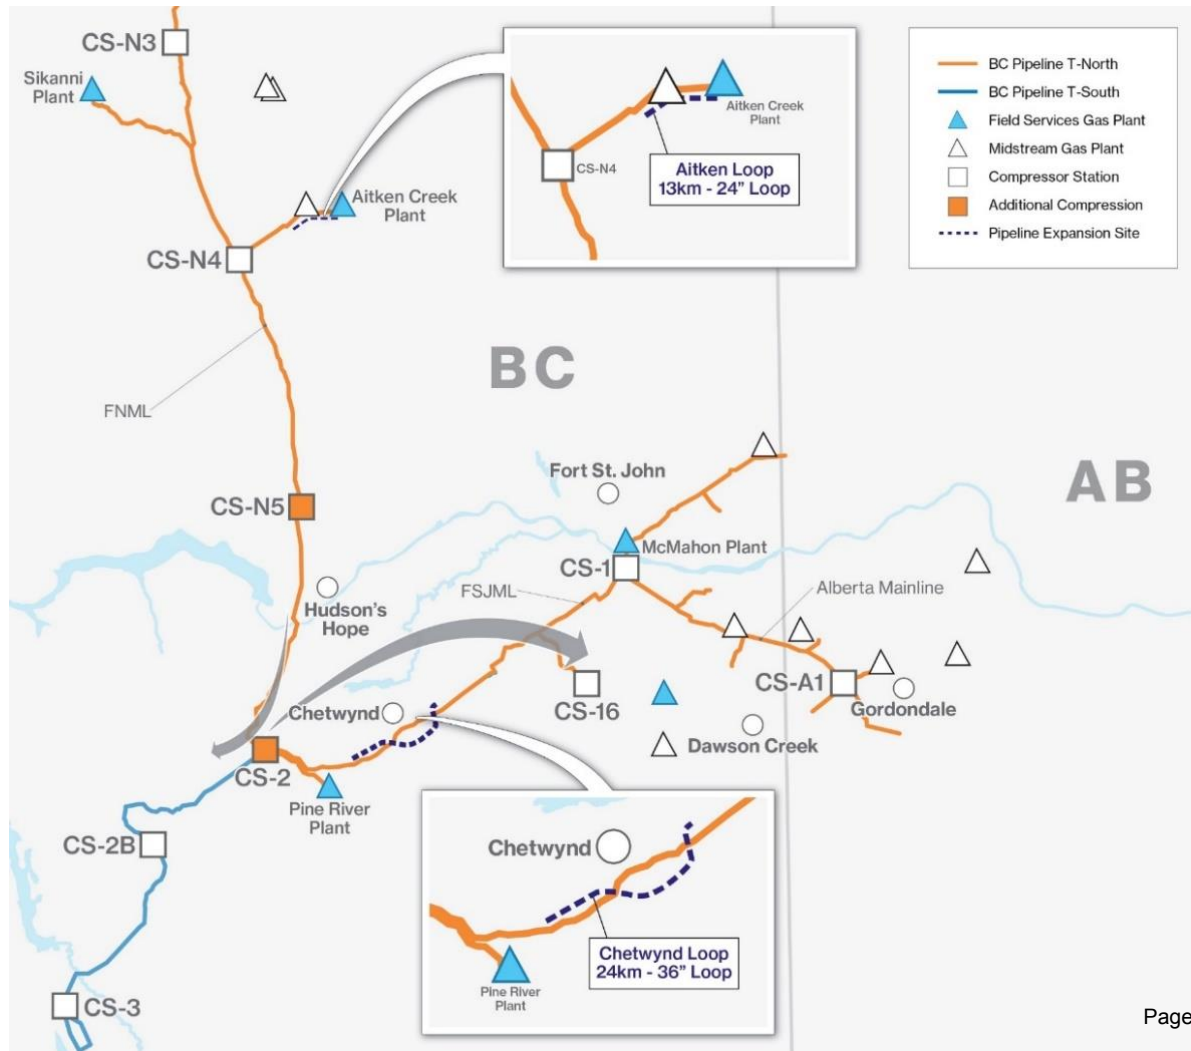 CS-N3
Sikanni
Plant
Aitken Creek
Plant
CS-N4
Aitken Creek
Plant
CS-N4
Aitken Loop
13km - 24” Loop
BC Pipeline T-North
BC Pipeline T-South
Field Services Gas Plant
Midstream Gas Plant
Compressor Station
Additional Compression
Pipeline Expansion Site
BC
AB
FNML
Fort St. John
CS-N5
McMahon Plant
CS-1
Hudson's
Hope
FSJML
Alberta Mainline
CS-A1
Gordondale
CS-16
Chetwynd
Dawson Creek
CS-2
Pine River
Plant
CS-2B
CS-3
Chetwynd
Chetwynd Loop
24km - 36” Loop
Pine River
Plant
Page